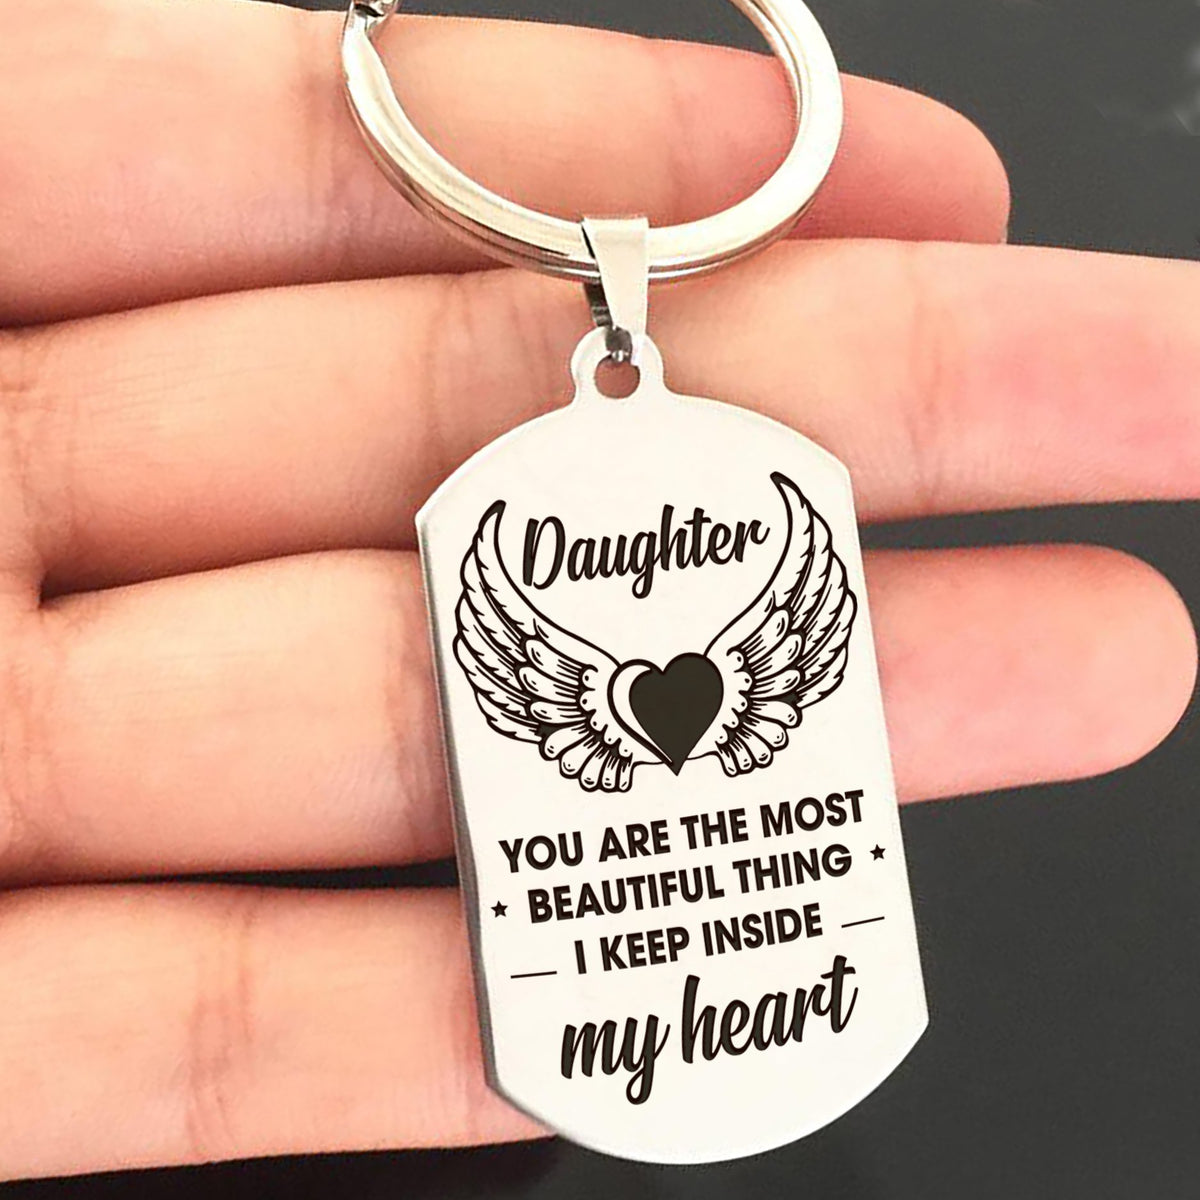 Daughter
YOU ARE THE MOST
BEAUTIFUL THING
I KEEP INSIDE
my heart